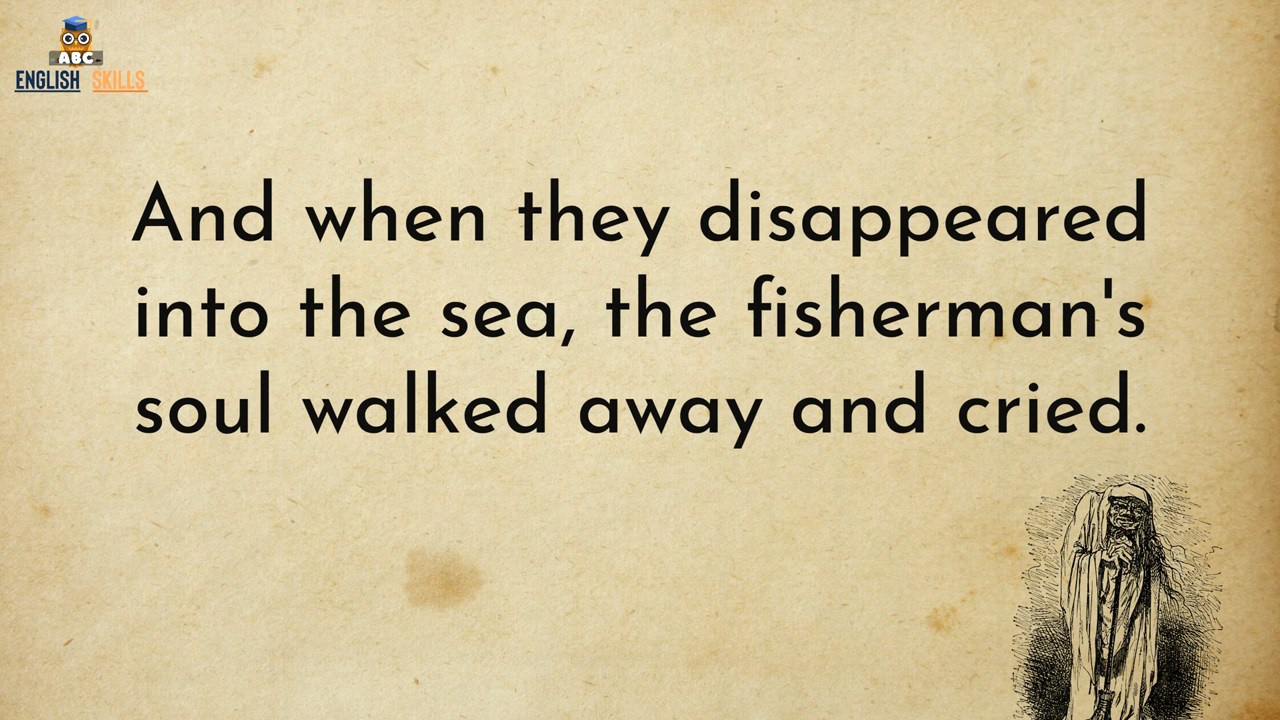 ABC
ENGLISH SKILLS
And when they disappeared
into the sea, the fisherman's
soul walked away and cried.